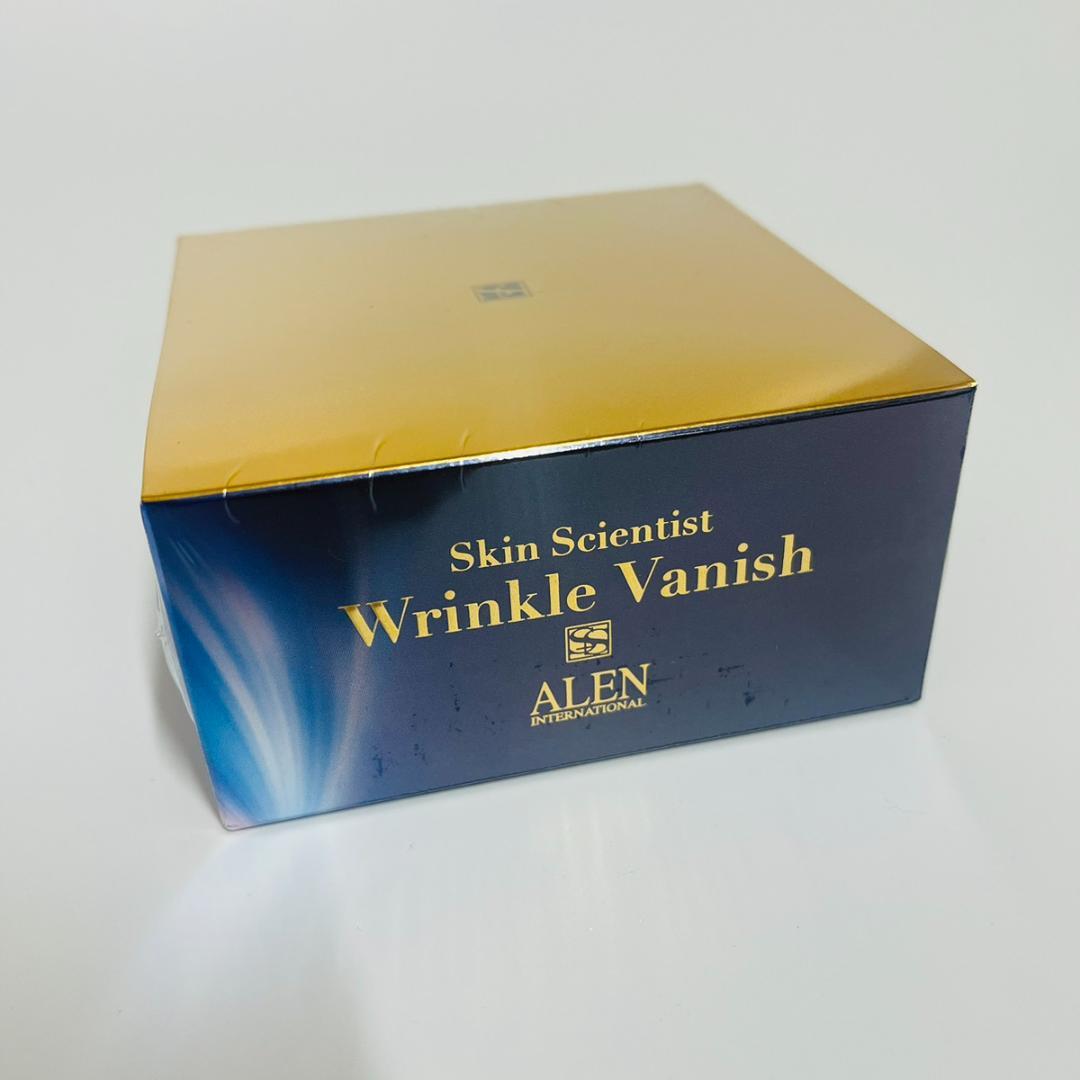 Skin Scientist
Wrinkle Vanish
ALEN
INTERNATIONAL